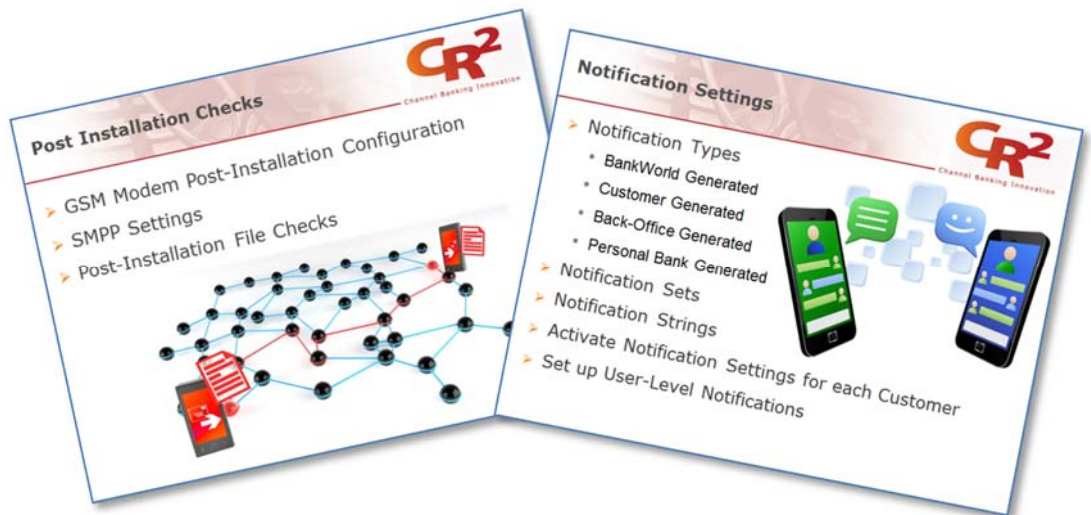 Post Installation Checks
CR2
Channel Banking Innovation
GSM Modem Post-Installation Configuration
SMPP Settings
Post-Installation File Checks
Notification Settings
CR2
Channel Banking Innovation
Notification Types
BankWorld Generated
Customer Generated
Back-Office Generated
Personal Bank Generated
Notification Sets
Notification Strings
Activate Notification Settings for each Customer
Set up User-Level Notifications